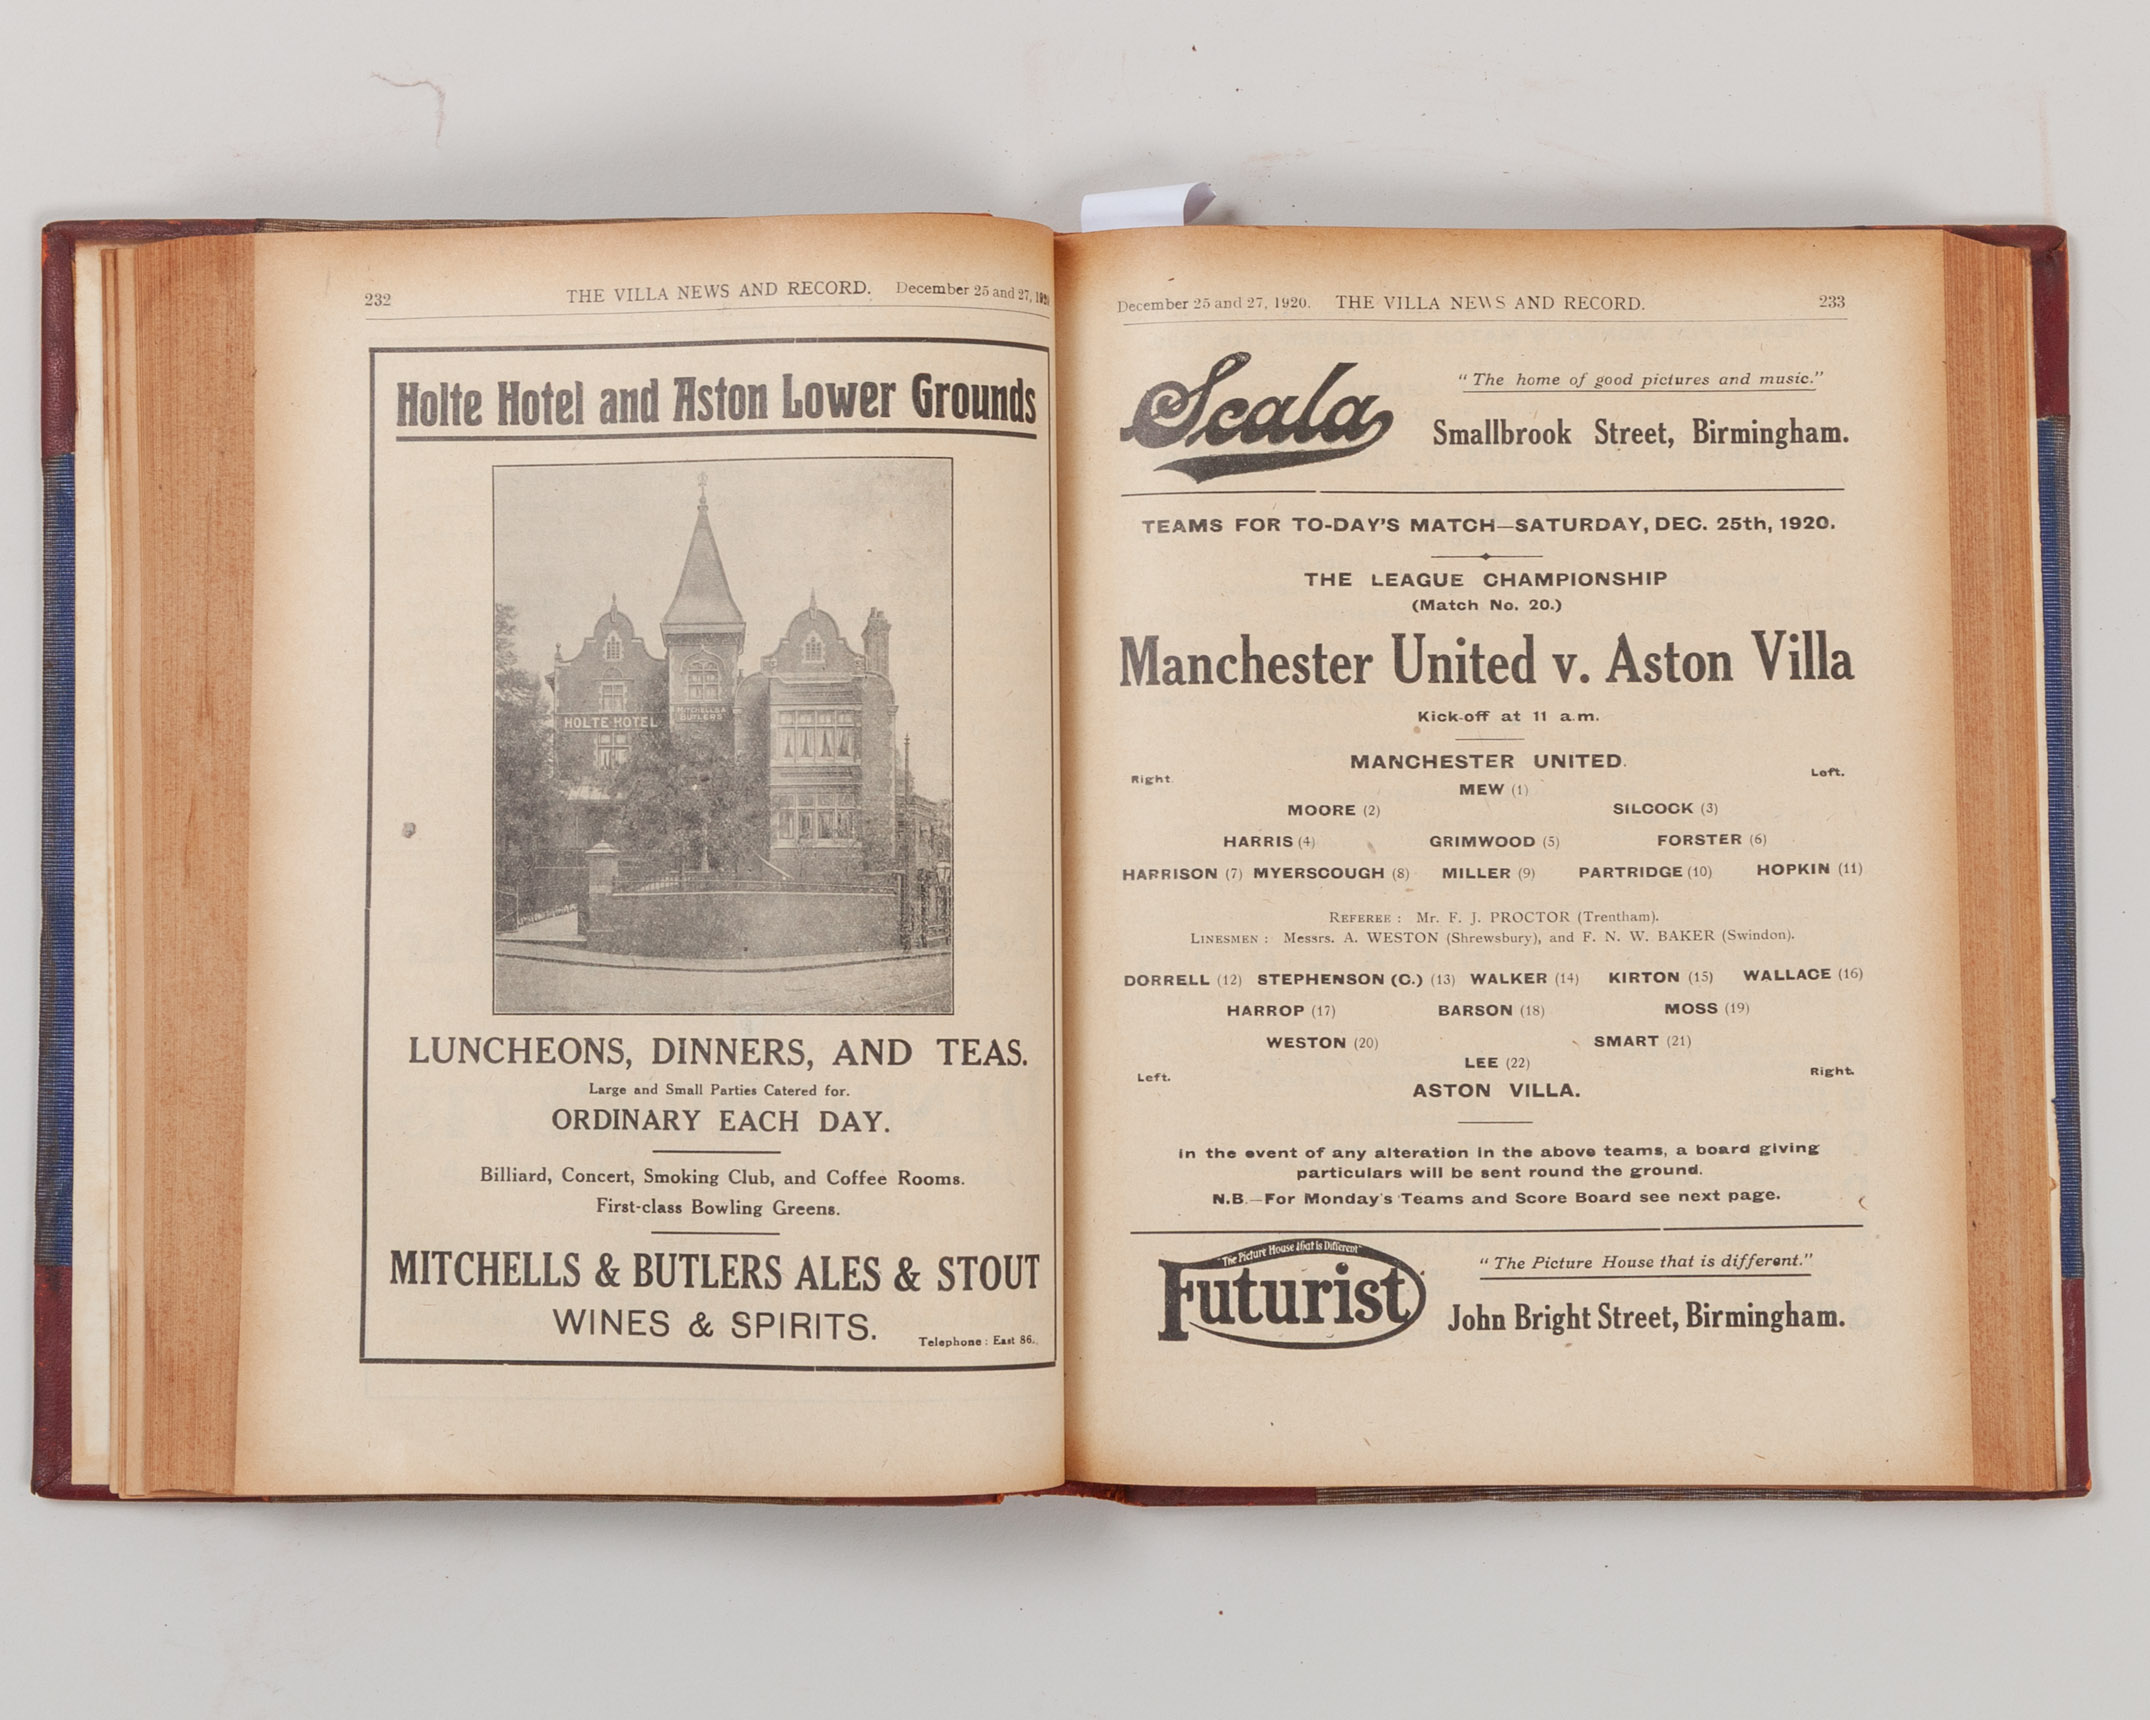 232 THE VILLA NEWS AND RECORD. December 25 and 27, 1920
Holte Hotel and Aston Lower Grounds
HOLTE HOTEL
MITCHELLS &
BUTLERS
LUNCHEONS, DINNERS, AND TEAS.
Large and Small Parties Catered for.
ORDINARY EACH DAY.
Billiard, Concert, Smoking Club, and Coffee Rooms.
First-class Bowling Greens.
MITCHELLS & BUTLERS ALES & STOUT
WINES & SPIRITS.
Telephone : East 86.
December 25 and 27, 1920. THE VILLA NEWS AND RECORD. 233
Scala
"The home of good pictures and music."
Smallbrook Street, Birmingham.
TEAMS FOR TO-DAY'S MATCH—SATURDAY, DEC. 25th, 1920.
THE LEAGUE CHAMPIONSHIP
(Match No. 20.)
Manchester United v. Aston Villa
Kick-off at 11 a.m.
MANCHESTER UNITED.
Right. Left.
MEW (1)
MOORE (2) SILCOCK (3)
HARRIS (4) GRIMWOOD (5) FORSTER (6)
HARRISON (7) MYERSCOUGH (8) MILLER (9) PARTRIDGE (10) HOPKIN (11)
REFEREE : Mr. F. J. PROCTOR (Trentham).
LINESMEN : Messrs. A. WESTON (Shrewsbury), and F. N. W. BAKER (Swindon).
DORRELL (12) STEPHENSON (C.) (13) WALKER (14) KIRTON (15) WALLACE (16)
HARROP (17) BARSON (18) MOSS (19)
WESTON (20) SMART (21)
LEE (22)
Left. Right.
ASTON VILLA.
In the event of any alteration in the above teams, a board giving
particulars will be sent round the ground.
N.B.—For Monday's Teams and Score Board see next page.
"The Picture House that is Different"
Futurist
"The Picture House that is different."
John Bright Street, Birmingham.